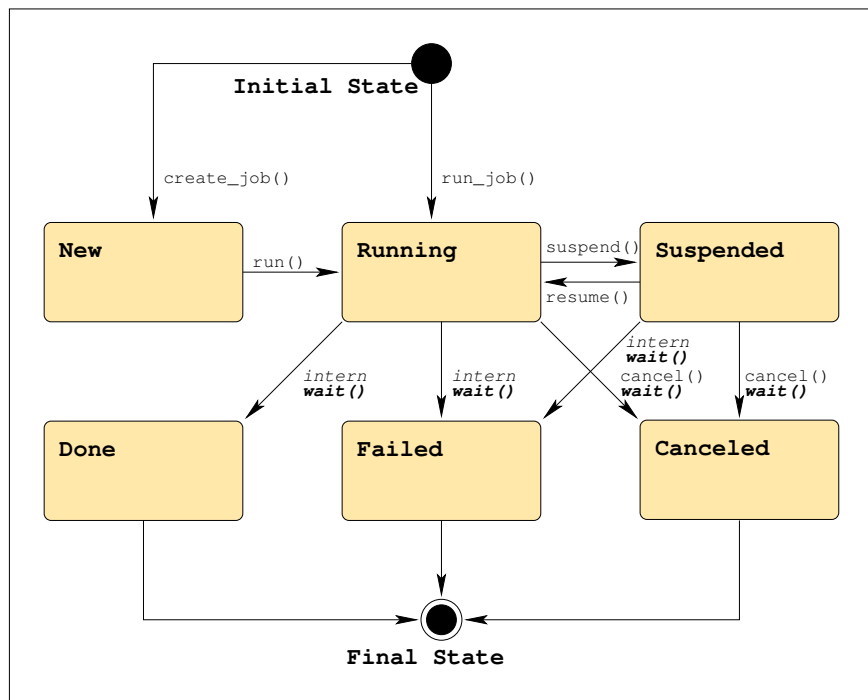 Initial State
create_job()
run_job()
New
run()
Running
suspend()
resume()
Suspended
intern
wait()
intern
wait()
intern
wait()
cancel()
wait()
cancel()
wait()
Done
Failed
Canceled
Final State